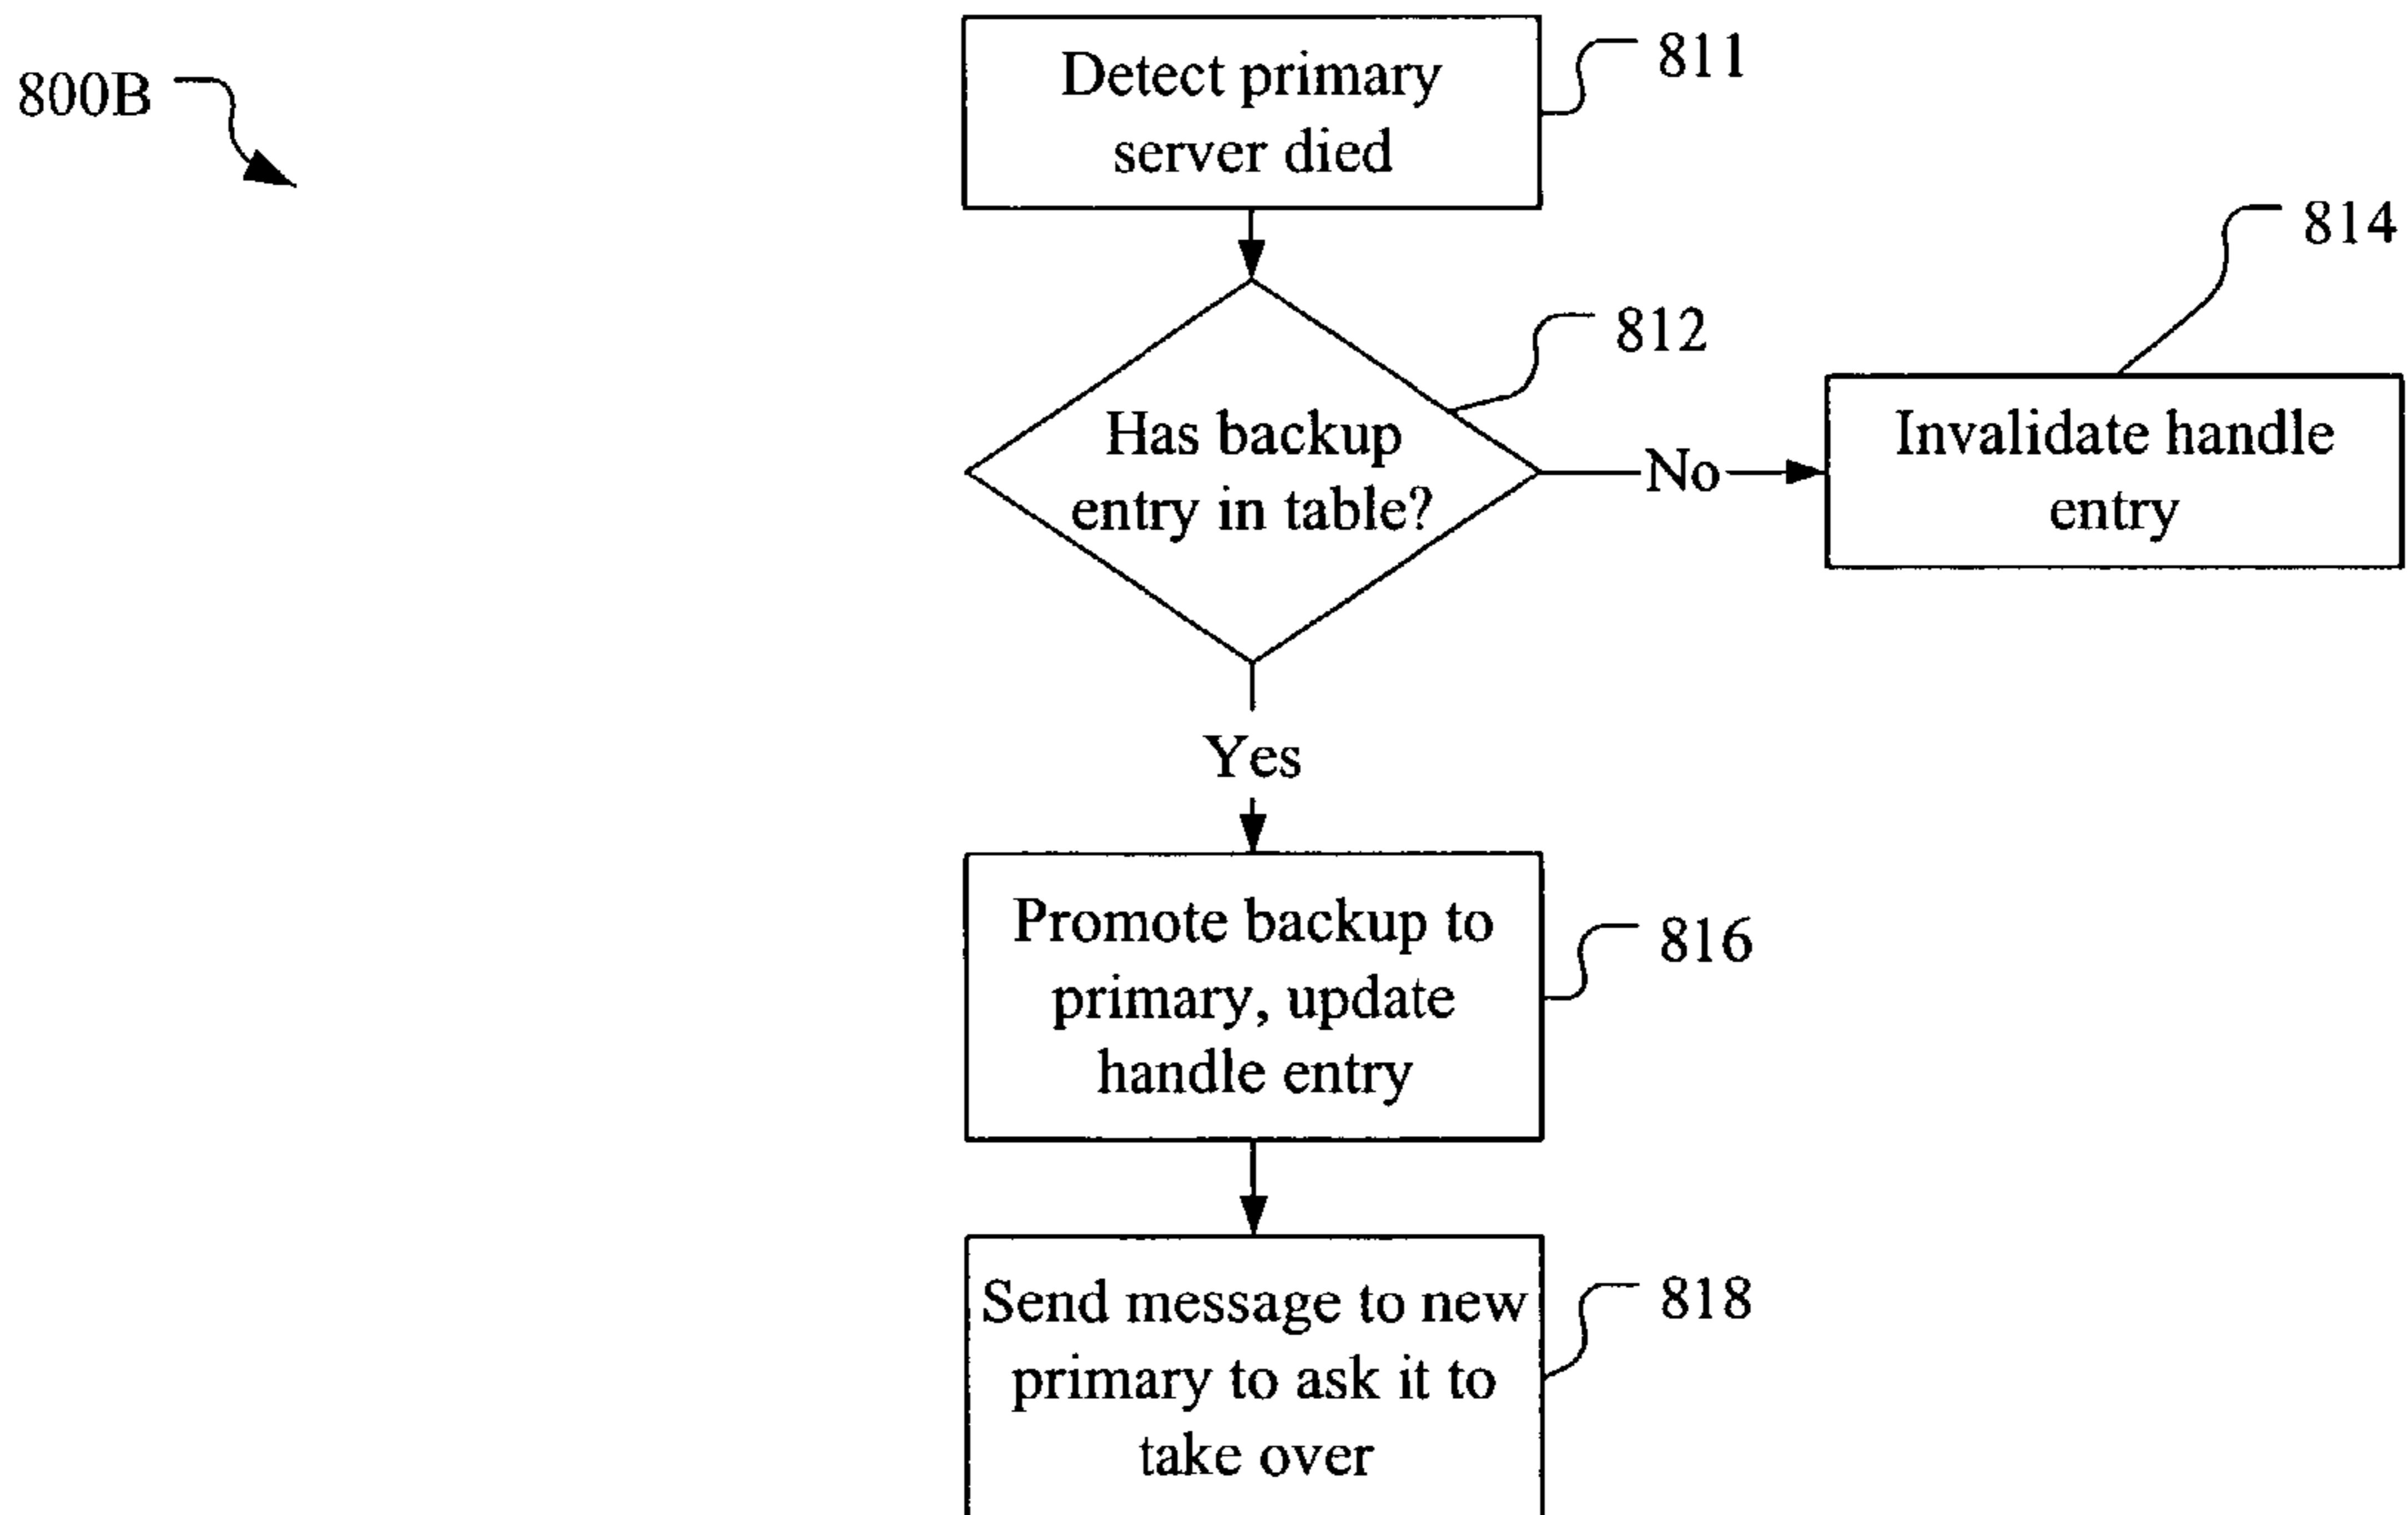 800B
Detect primary
server died
811
Has backup
entry in table?
812
No
Invalidate handle
entry
814
Yes
Promote backup to
primary, update
handle entry
816
Send message to new
primary to ask it to
take over
818